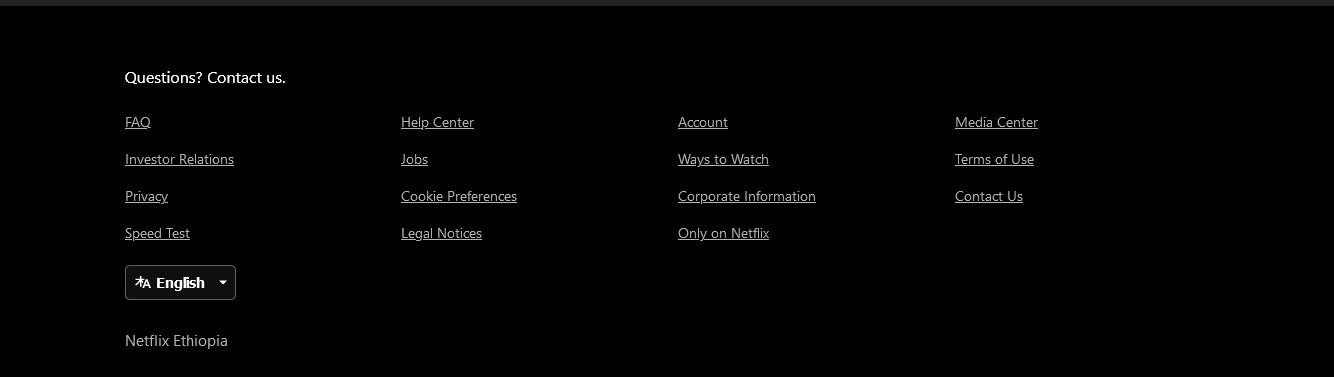 Questions? Contact us.
FAQ Help Center Account Media Center
Investor Relations Jobs Ways to Watch Terms of Use
Privacy Cookie Preferences Corporate Information Contact Us
Speed Test Legal Notices Only on Netflix
English
Netflix Ethiopia